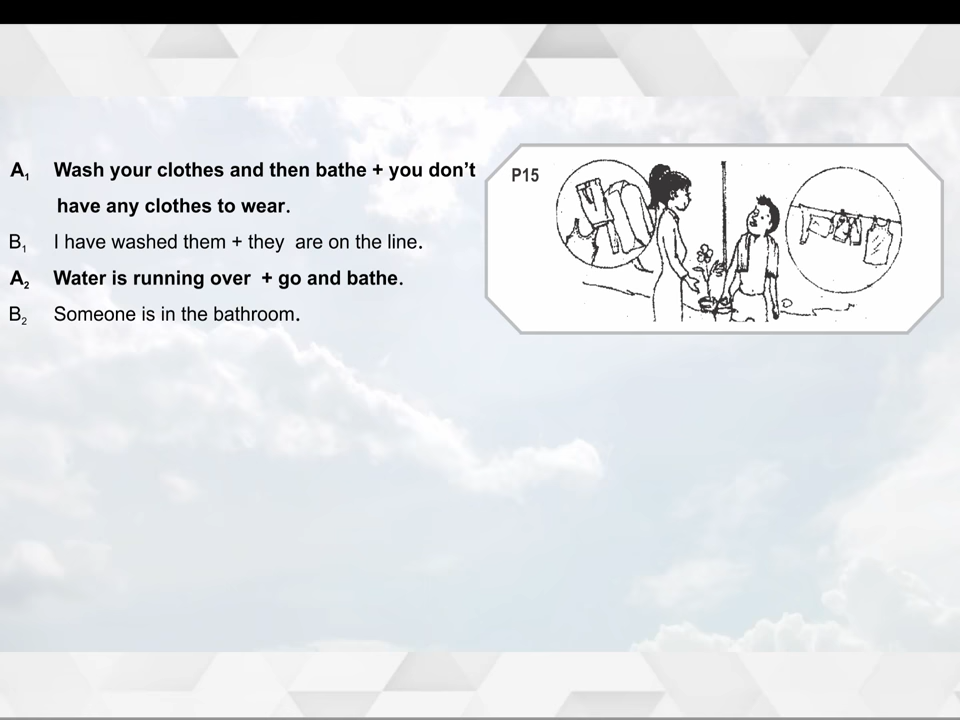 A1 Wash your clothes and then bathe + you don't
have any clothes to wear.
B1 I have washed them + they are on the line.
A2 Water is running over + go and bathe.
B2 Someone is in the bathroom.
P15